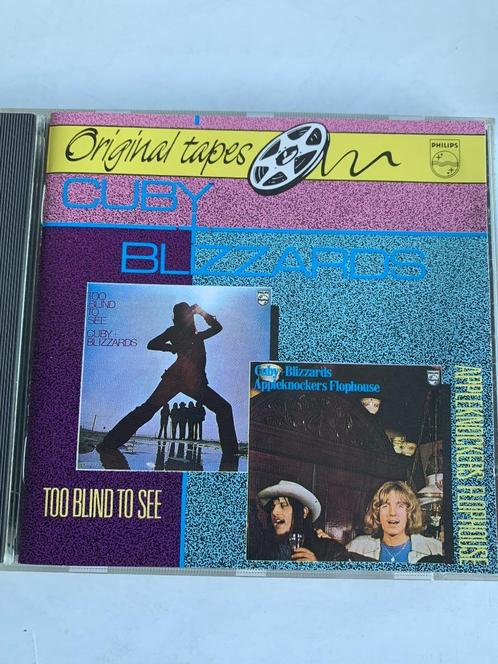 Original tapes
PHILIPS
CUBY
BLIZZARDS
TOO
BLIND
TO
SEE
CUBY +
BLIZZARDS
Cuby + Blizzards
Appleknockers Flophouse
APPLEKNOCKERS FLOPHOUSE
TOO BLIND TO SEE